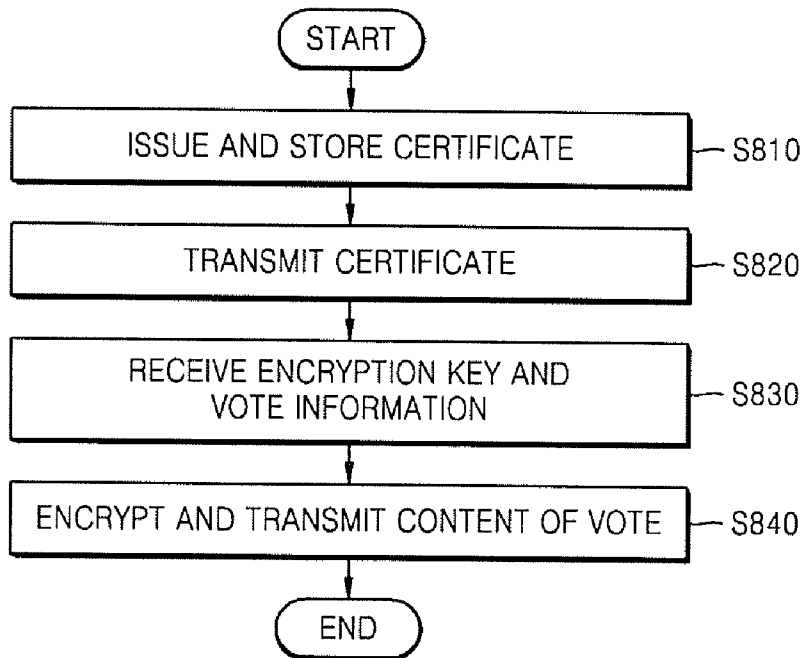 START
ISSUE AND STORE CERTIFICATE
S810
TRANSMIT CERTIFICATE
S820
RECEIVE ENCRYPTION KEY AND
VOTE INFORMATION
S830
ENCRYPT AND TRANSMIT CONTENT OF VOTE
S840
END